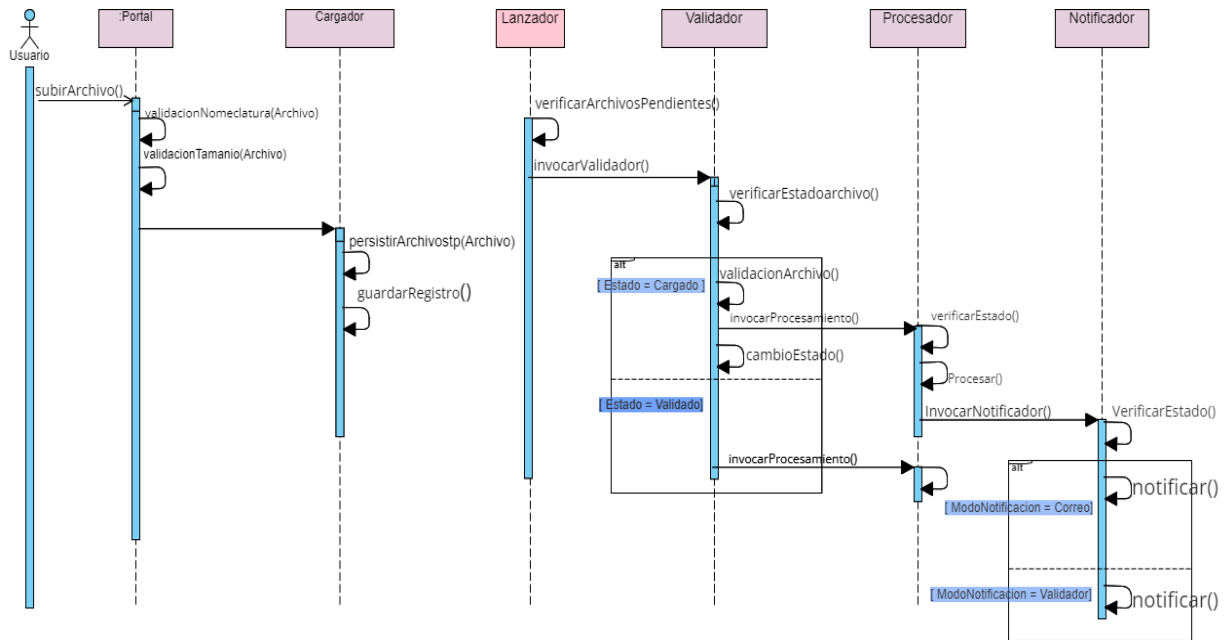 :Portal
Cargador
Lanzador
Validador
Procesador
Notificador
Usuario
subirArchivo()
validacionNomeclatura(Archivo)
validacionTamanio(Archivo)
persistirArchivostp(Archivo)
guardarRegistro()
verificarArchivosPendientes()
invocarValidador()
verificarEstadoarchivo()
alt
[ Estado = Cargado ]
validacionArchivo()
invocarProcesamiento()
cambioEstado()
[ Estado = Validado]
invocarProcesamiento()
verificarEstado()
Procesar()
InvocarNotificador()
VerificarEstado()
alt
notificar()
[ ModoNotificacion = Correo]
[ ModoNotificacion = Validador]
notificar()